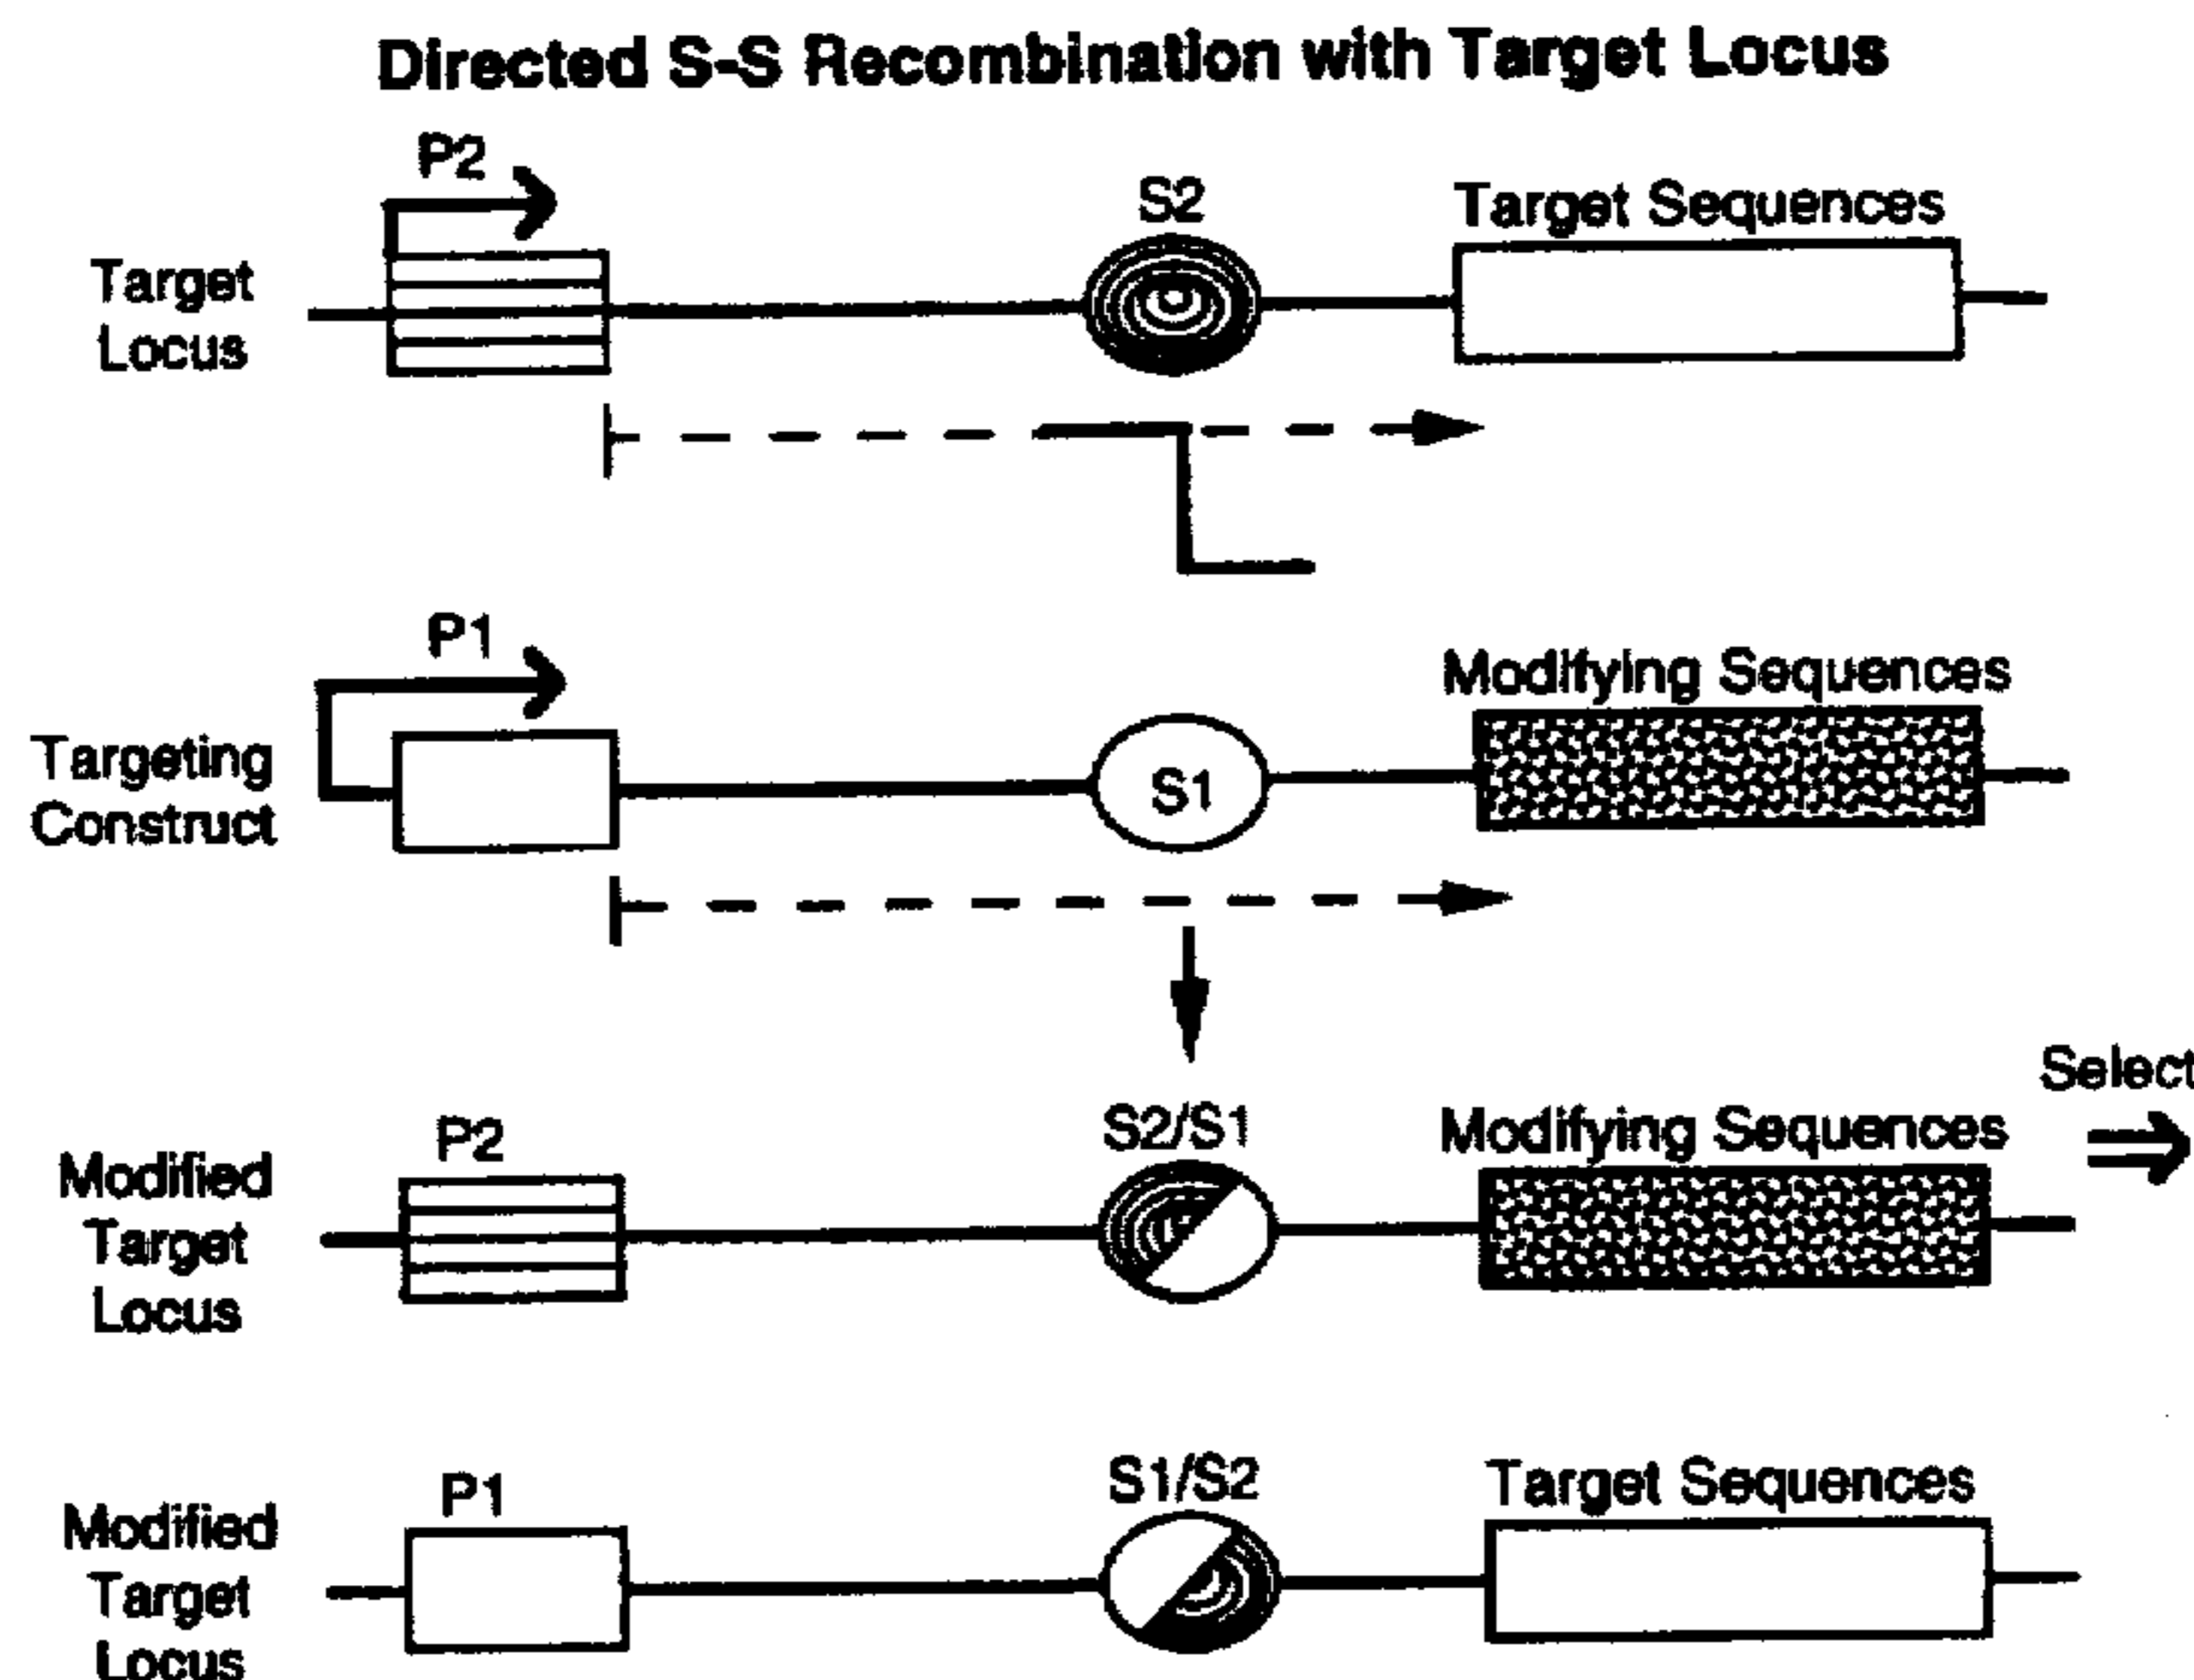 Directed S-S Recombination with Target Locus
P2
S2
Target Sequences
Target
Locus
P1
Modifying Sequences
Targeting
Construct
S1
Select
P2
S2/S1
Modifying Sequences
Modified
Target
Locus
P1
S1/S2
Target Sequences
Modified
Target
Locus